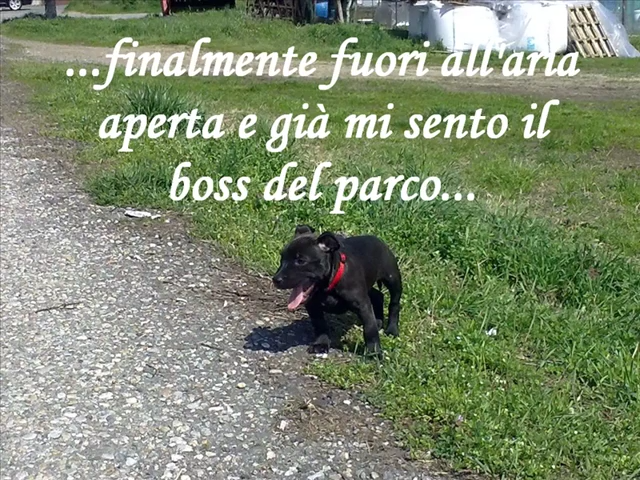 ...finalmente fuori all'aria
aperta e già mi sento il
boss del parco...